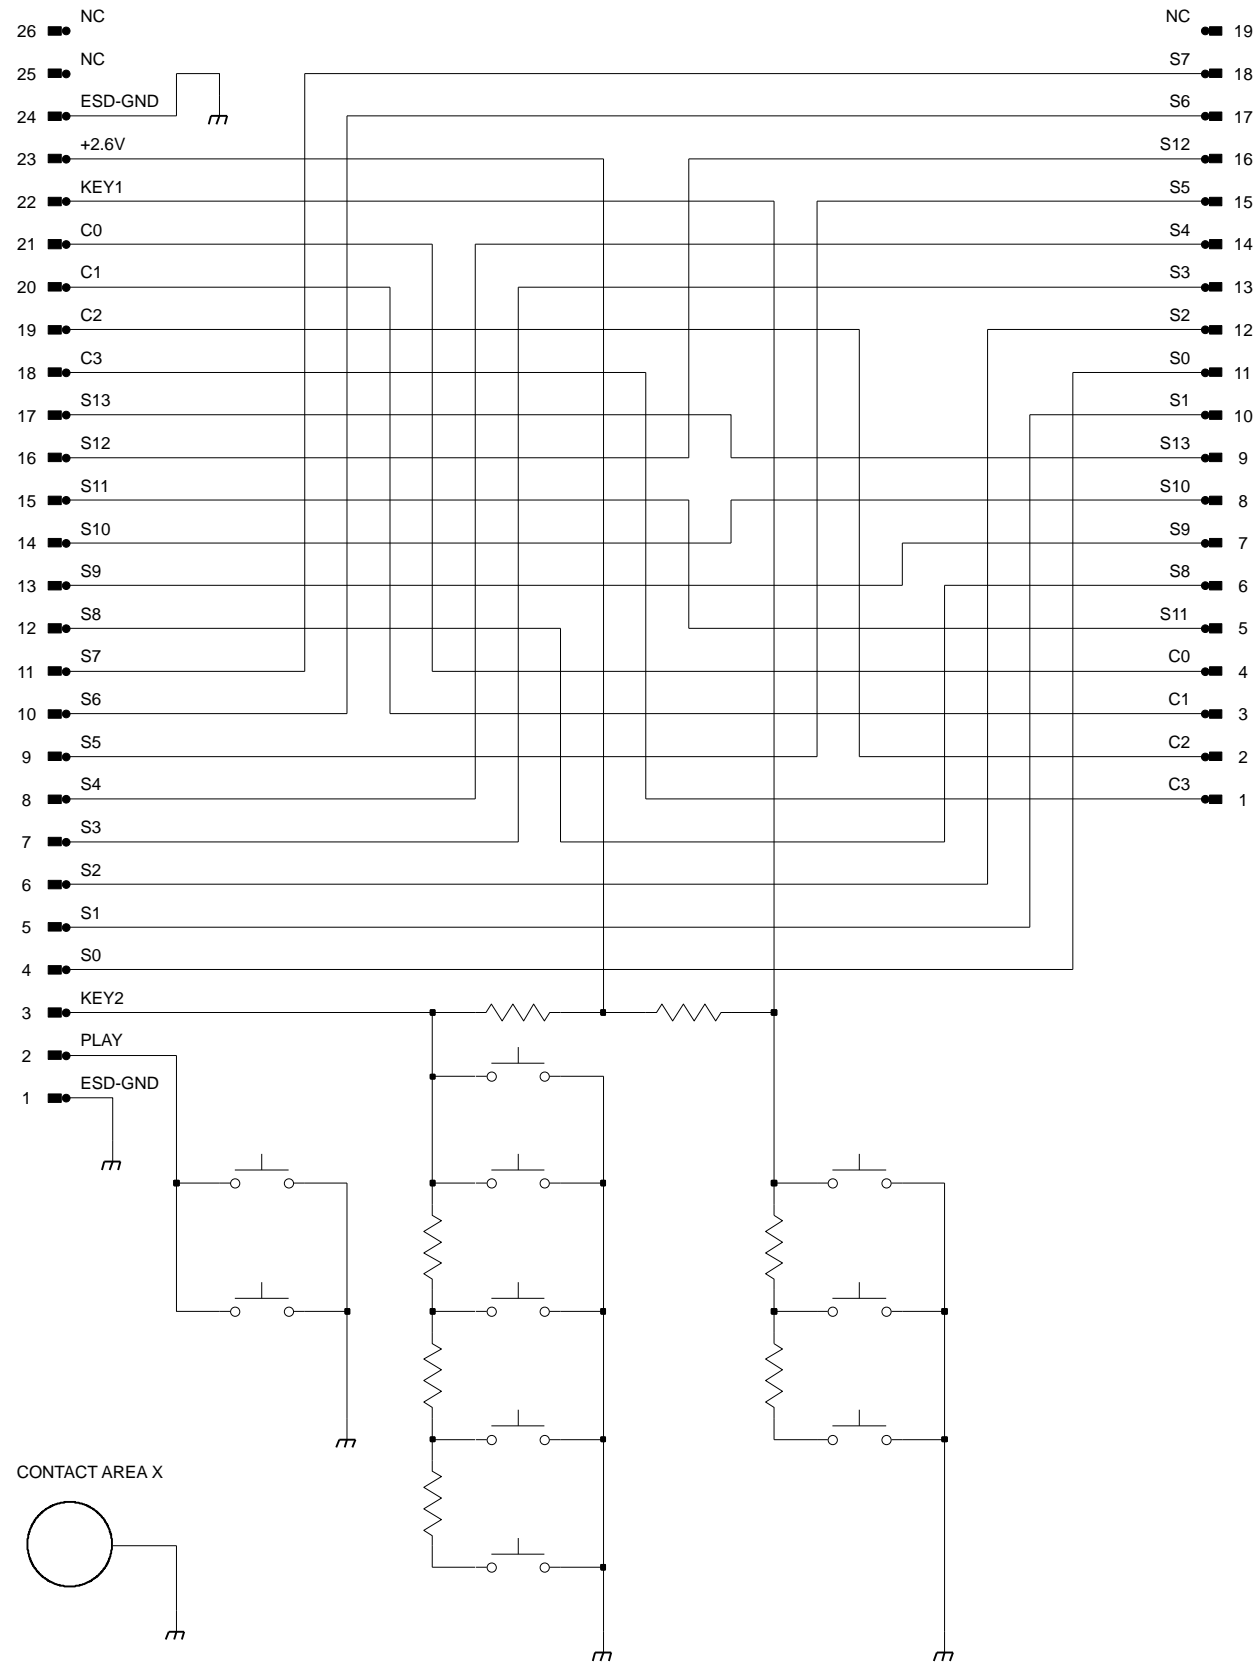 26 NC
25 NC
24 ESD-GND
23 +2.6V
22 KEY1
21 C0
20 C1
19 C2
18 C3
17 S13
16 S12
15 S11
14 S10
13 S9
12 S8
11 S7
10 S6
9 S5
8 S4
7 S3
6 S2
5 S1
4 S0
3 KEY2
2 PLAY
1 ESD-GND
NC 19
S7 18
S6 17
S12 16
S5 15
S4 14
S3 13
S2 12
S0 11
S1 10
S13 9
S10 8
S9 7
S8 6
S11 5
C0 4
C1 3
C2 2
C3 1
CONTACT AREA X